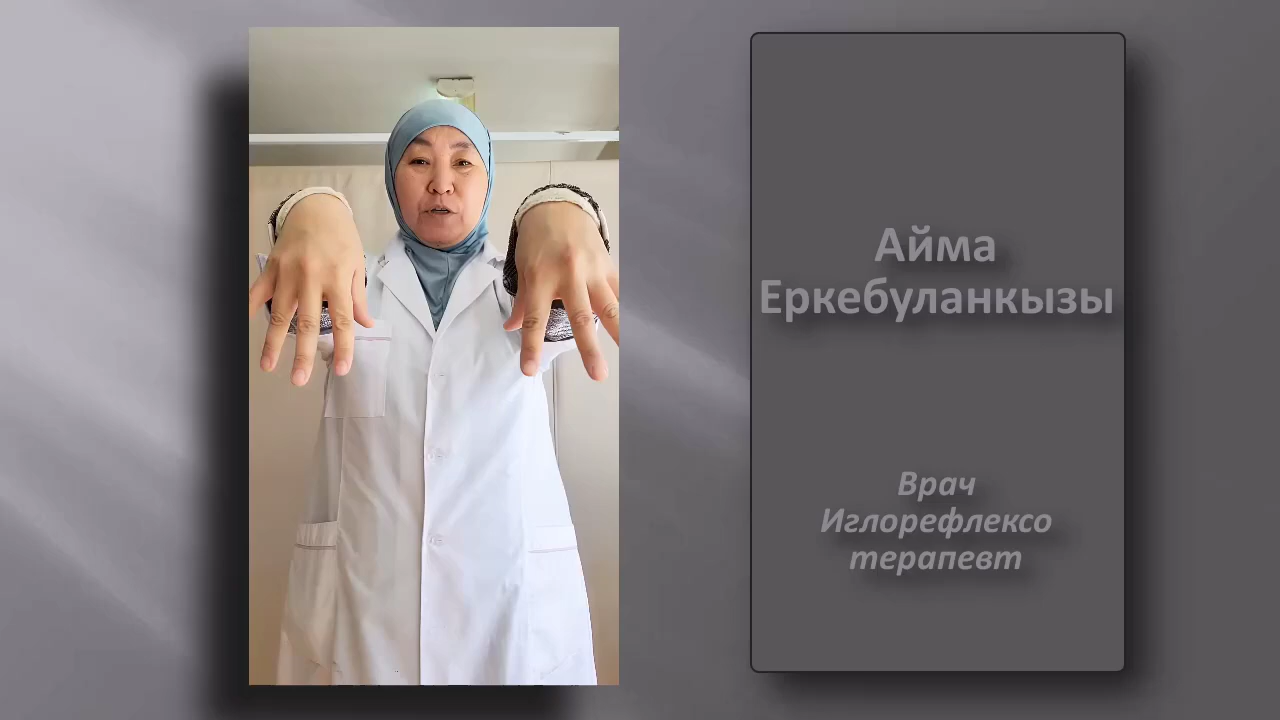 Айма
Еркебуланкызы
Врач
Иглорефлексо
терапевт